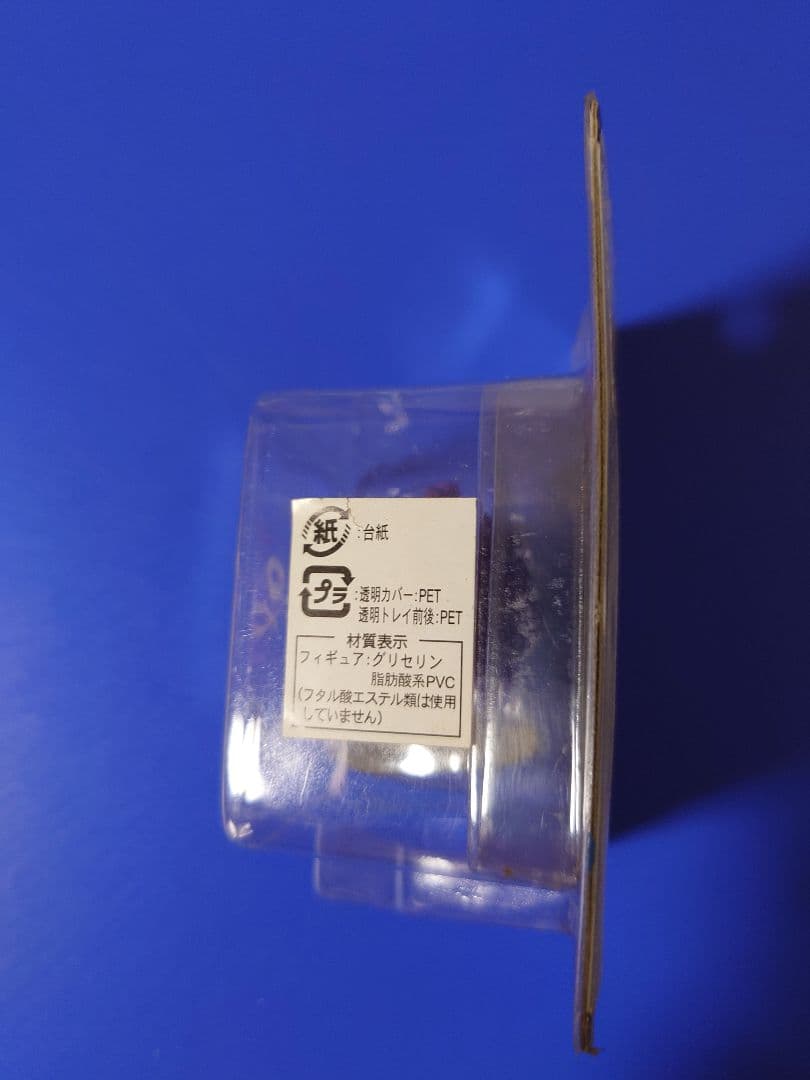 紙:台紙
プラ:透明カバー:PET
透明トレイ前後:PET
材質表示
フィギュア:グリセリン
脂肪酸系PVC
(フタル酸エステル類は使用
していません)